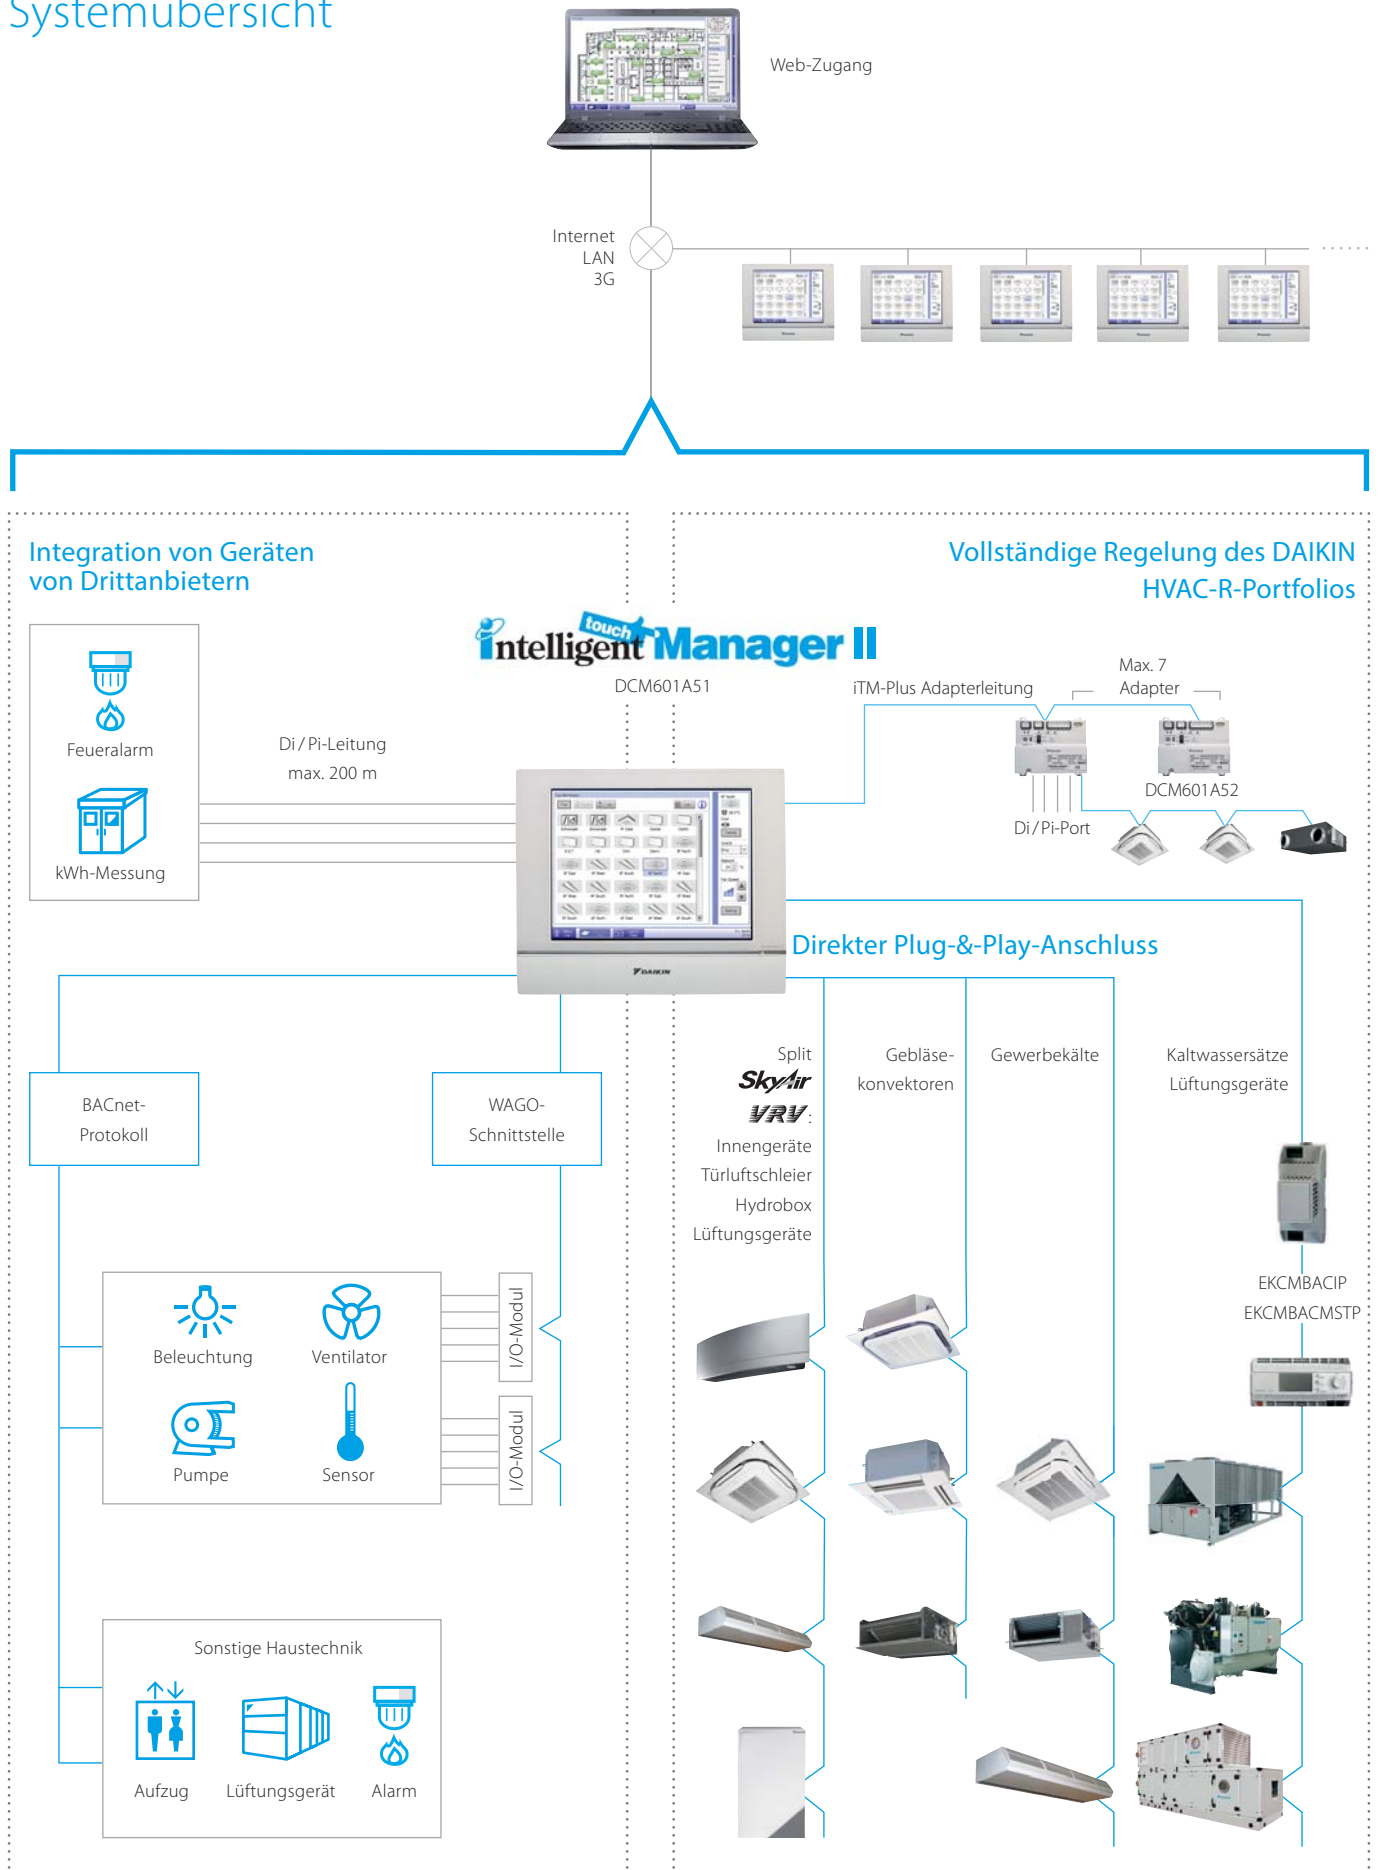 Systemübersicht
Web-Zugang
Internet
LAN
3G
Integration von Geräten
von Drittanbietern
Vollständige Regelung des DAIKIN
HVAC-R-Portfolios
intelligent touch Manager II
DCM601A51
Feueralarm
kWh-Messung
Di / Pi-Leitung
max. 200 m
iTM-Plus Adapterleitung
Max. 7
Adapter
DCM601A52
Di / Pi-Port
DAIKIN
Direkter Plug-&-Play-Anschluss
BACnet-
Protokoll
WAGO-
Schnittstelle
Split
SkyAir
VRV :
Innengeräte
Türluftschleier
Hydrobox
Lüftungsgeräte
Gebläse-
konvektoren
Gewerbekälte
Kaltwassersätze
Lüftungsgeräte
EKCMBACIP
EKCMBACMSTP
Beleuchtung
Ventilator
Pumpe
Sensor
I/O-Modul
I/O-Modul
Sonstige Haustechnik
Aufzug
Lüftungsgerät
Alarm